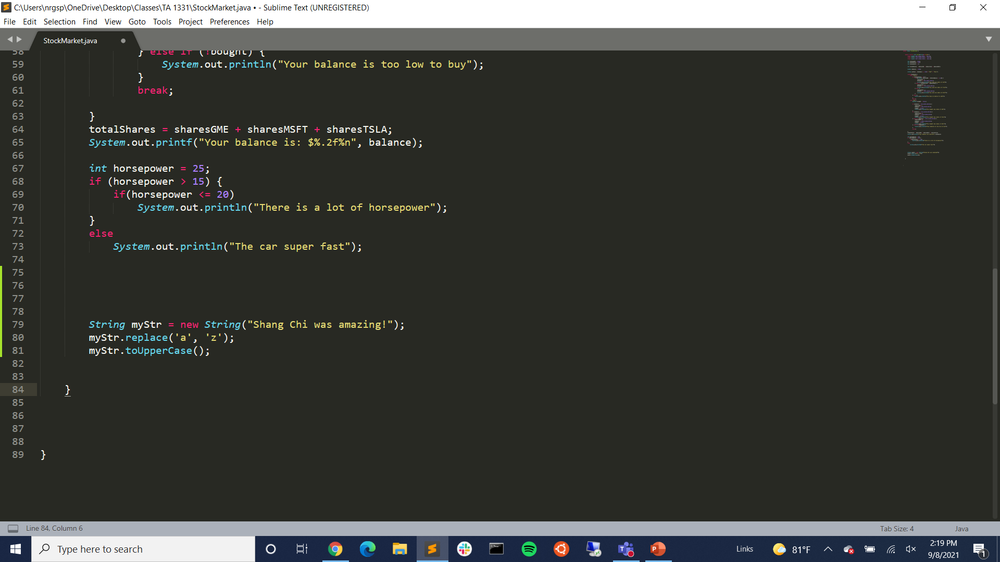 C:\Users\nrgsp\OneDrive\Desktop\Classes\TA 1331\StockMarket.java • - Sublime Text (UNREGISTERED)
File Edit Selection Find View Goto Tools Project Preferences Help
StockMarket.java
58 } else if (!bought) {
59 System.out.println("Your balance is too low to buy");
60 }
61 break;
62
63 }
64 totalShares = sharesGME + sharesMSFT + sharesTSLA;
65 System.out.printf("Your balance is: $%.2f%n", balance);
66
67 int horsepower = 25;
68 if (horsepower > 15) {
69 if(horsepower <= 20)
70 System.out.println("There is a lot of horsepower");
71 }
72 else
73 System.out.println("The car super fast");
74
75
76
77
78
79 String myStr = new String("Shang Chi was amazing!");
80 myStr.replace('a', 'z');
81 myStr.toUpperCase();
82
83
84 }
85
86
87
88
89 }
Line 84, Column 6 Tab Size: 4 Java
Type here to search Links 81°F 2:19 PM
9/8/2021 1